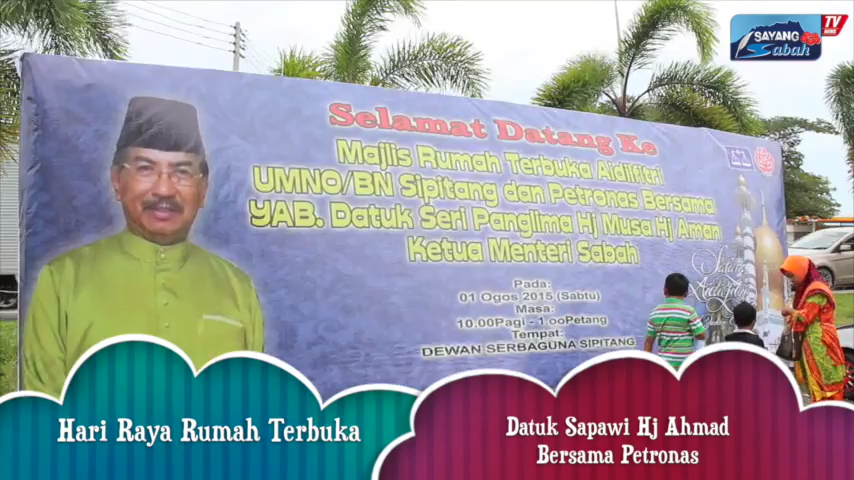 SAYANG
Sabah
TV
Selamat Datang Ke
Majlis Rumah Terbuka Aidilfitri
UMNO/BN Sipitang dan Petronas Bersama
YAB. Datuk Seri Panglima Hj Musa Hj Aman
Ketua Menteri Sabah
Pada:
01 Ogos 2015 (Sabtu)
Masa:
10.00Pagi - 1.00Petang
Tempat:
DEWAN SERBAGUNA SIPITANG
Salam
Hari Raya Rumah Terbuka
Datuk Sapawi Hj Ahmad
Bersama Petronas